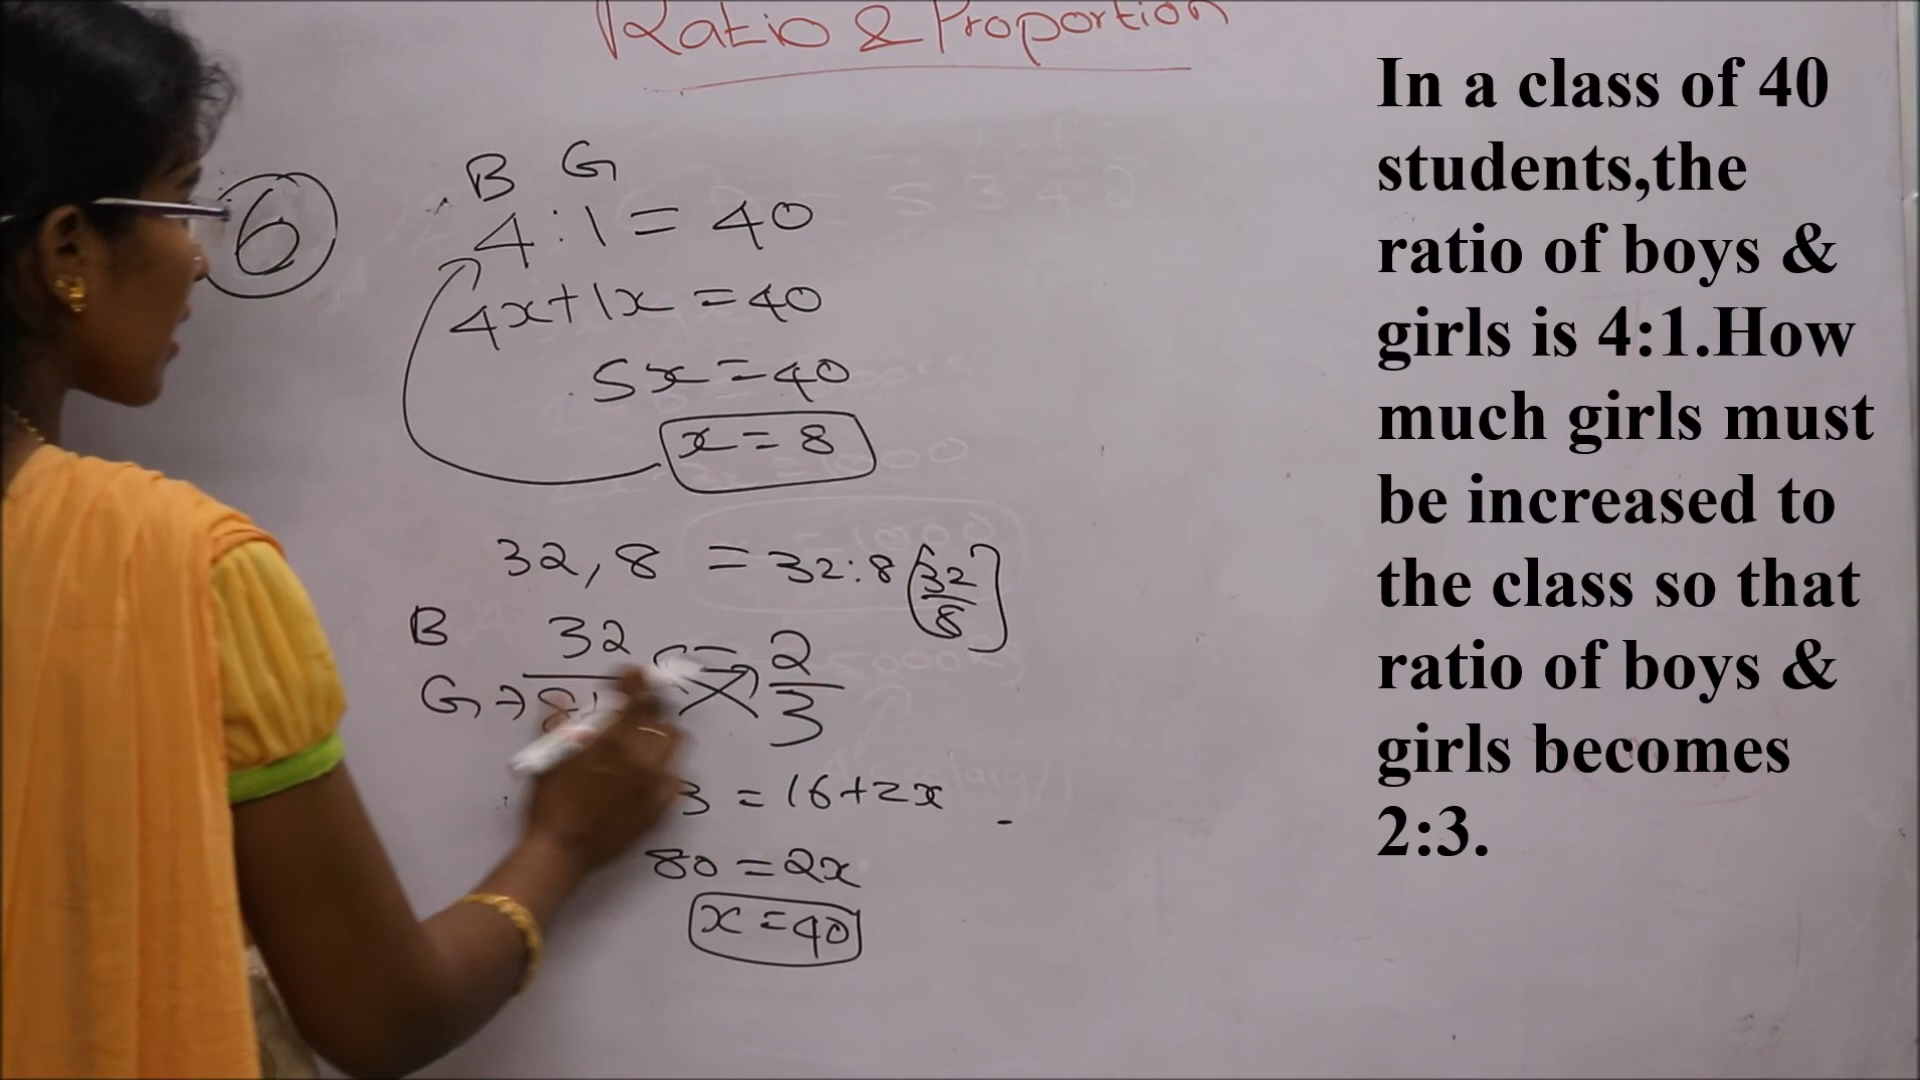 Ratio & Proportion
6
B G
4:1 = 40
4x+1x = 40
5x = 40
x = 8
32, 8 = 32:8 (32/8)
B 32 = 2
G → 8 3
3 = 16+2x
80 = 2x
x = 40
In a class of 40
students,the
ratio of boys &
girls is 4:1.How
much girls must
be increased to
the class so that
ratio of boys &
girls becomes
2:3.